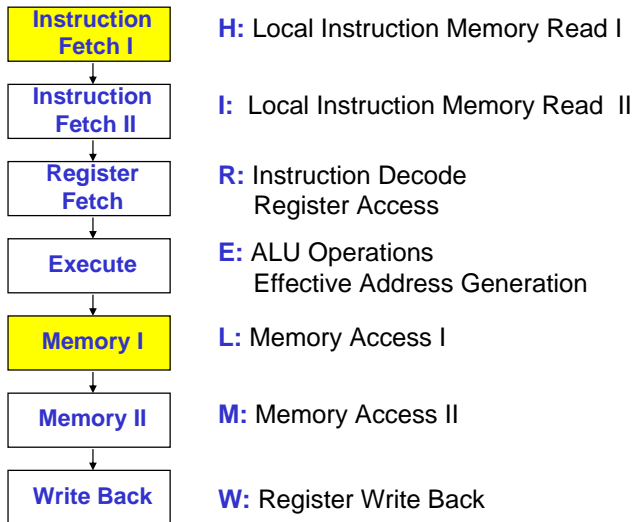 Instruction
Fetch I
H: Local Instruction Memory Read I
Instruction
Fetch II
I: Local Instruction Memory Read II
Register
Fetch
R: Instruction Decode
Register Access
Execute
E: ALU Operations
Effective Address Generation
Memory I
L: Memory Access I
Memory II
M: Memory Access II
Write Back
W: Register Write Back